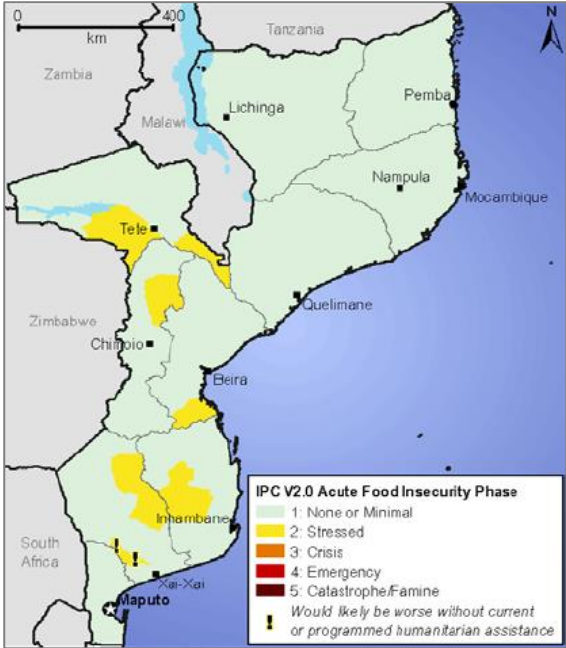 0
400
km
N
Tanzania
Zambia
Lichinga
Pemba
Malawi
Nampula
Mocambique
Tete
Quelimane
Zimbabwe
Chimoio
Beira
IPC V2.0 Acute Food Insecurity Phase
1: None or Minimal
2: Stressed
3: Crisis
4: Emergency
5: Catastrophe/Famine
! Would likely be worse without current
or programmed humanitarian assistance
Inhambane
South
Africa
! !
Xai-Xai
Maputo